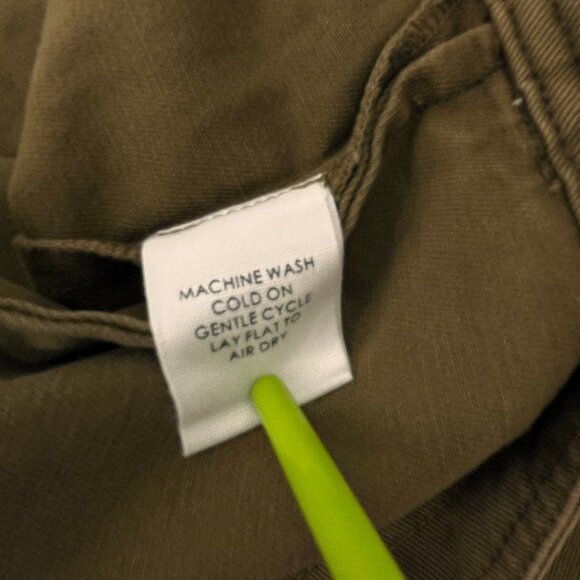 MACHINE WASH
COLD ON
GENTLE CYCLE
LAY FLAT TO
AIR DRY